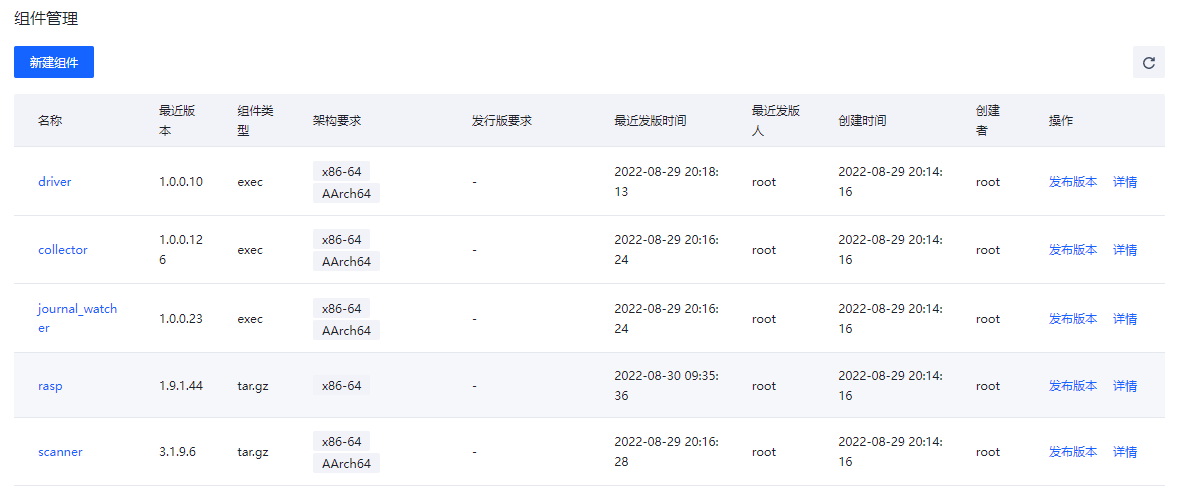 组件管理
新建组件
名称 最近版本 组件类型 架构要求 发行版要求 最近发版时间 最近发版人 创建时间 创建者 操作
driver 1.0.0.10 exec x86-64 AArch64 - 2022-08-29 20:18:13 root 2022-08-29 20:14:16 root 发布版本 详情
collector 1.0.0.126 exec x86-64 AArch64 - 2022-08-29 20:16:24 root 2022-08-29 20:14:16 root 发布版本 详情
journal_watcher 1.0.0.23 exec x86-64 AArch64 - 2022-08-29 20:16:24 root 2022-08-29 20:14:16 root 发布版本 详情
rasp 1.9.1.44 tar.gz x86-64 - 2022-08-30 09:35:36 root 2022-08-29 20:14:16 root 发布版本 详情
scanner 3.1.9.6 tar.gz x86-64 AArch64 - 2022-08-29 20:16:28 root 2022-08-29 20:14:16 root 发布版本 详情